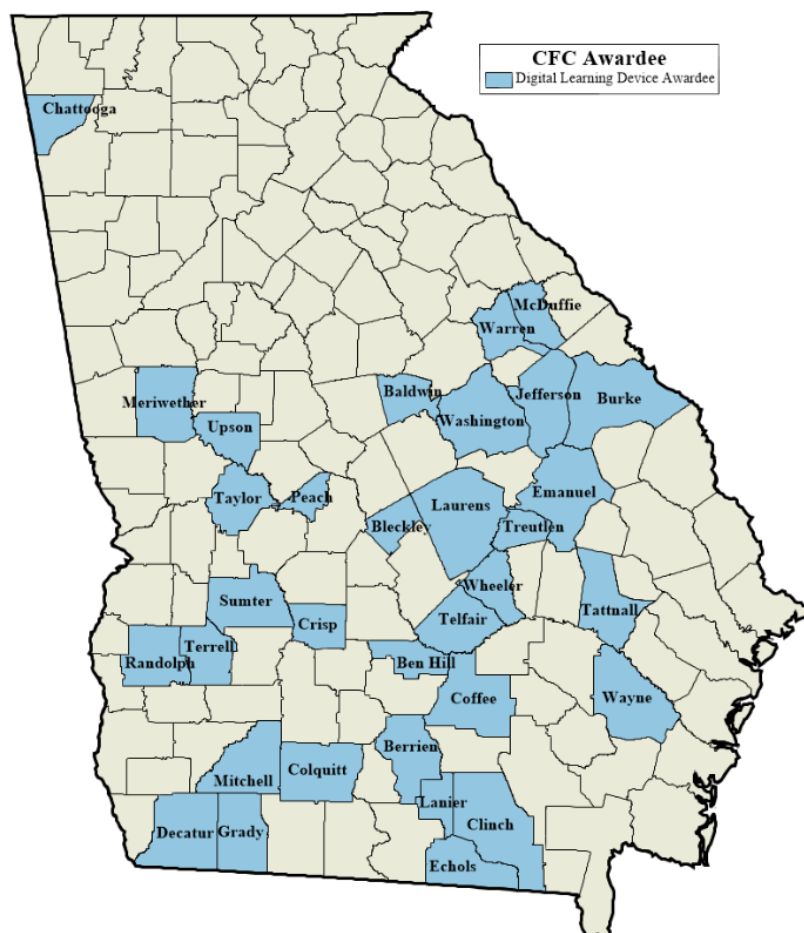 CFC Awardee
Digital Learning Device Awardee
Chattooga
McDuffie
Warren
Baldwin
Jefferson
Burke
Meriwether
Washington
Upson
Taylor
Peach
Emanuel
Laurens
Bleckley
Treutlen
Wheeler
Sumter
Tattnall
Telfair
Crisp
Terrell
Randolph
Ben Hill
Coffee
Wayne
Berrien
Colquitt
Mitchell
Lanier
Clinch
Decatur
Grady
Echols